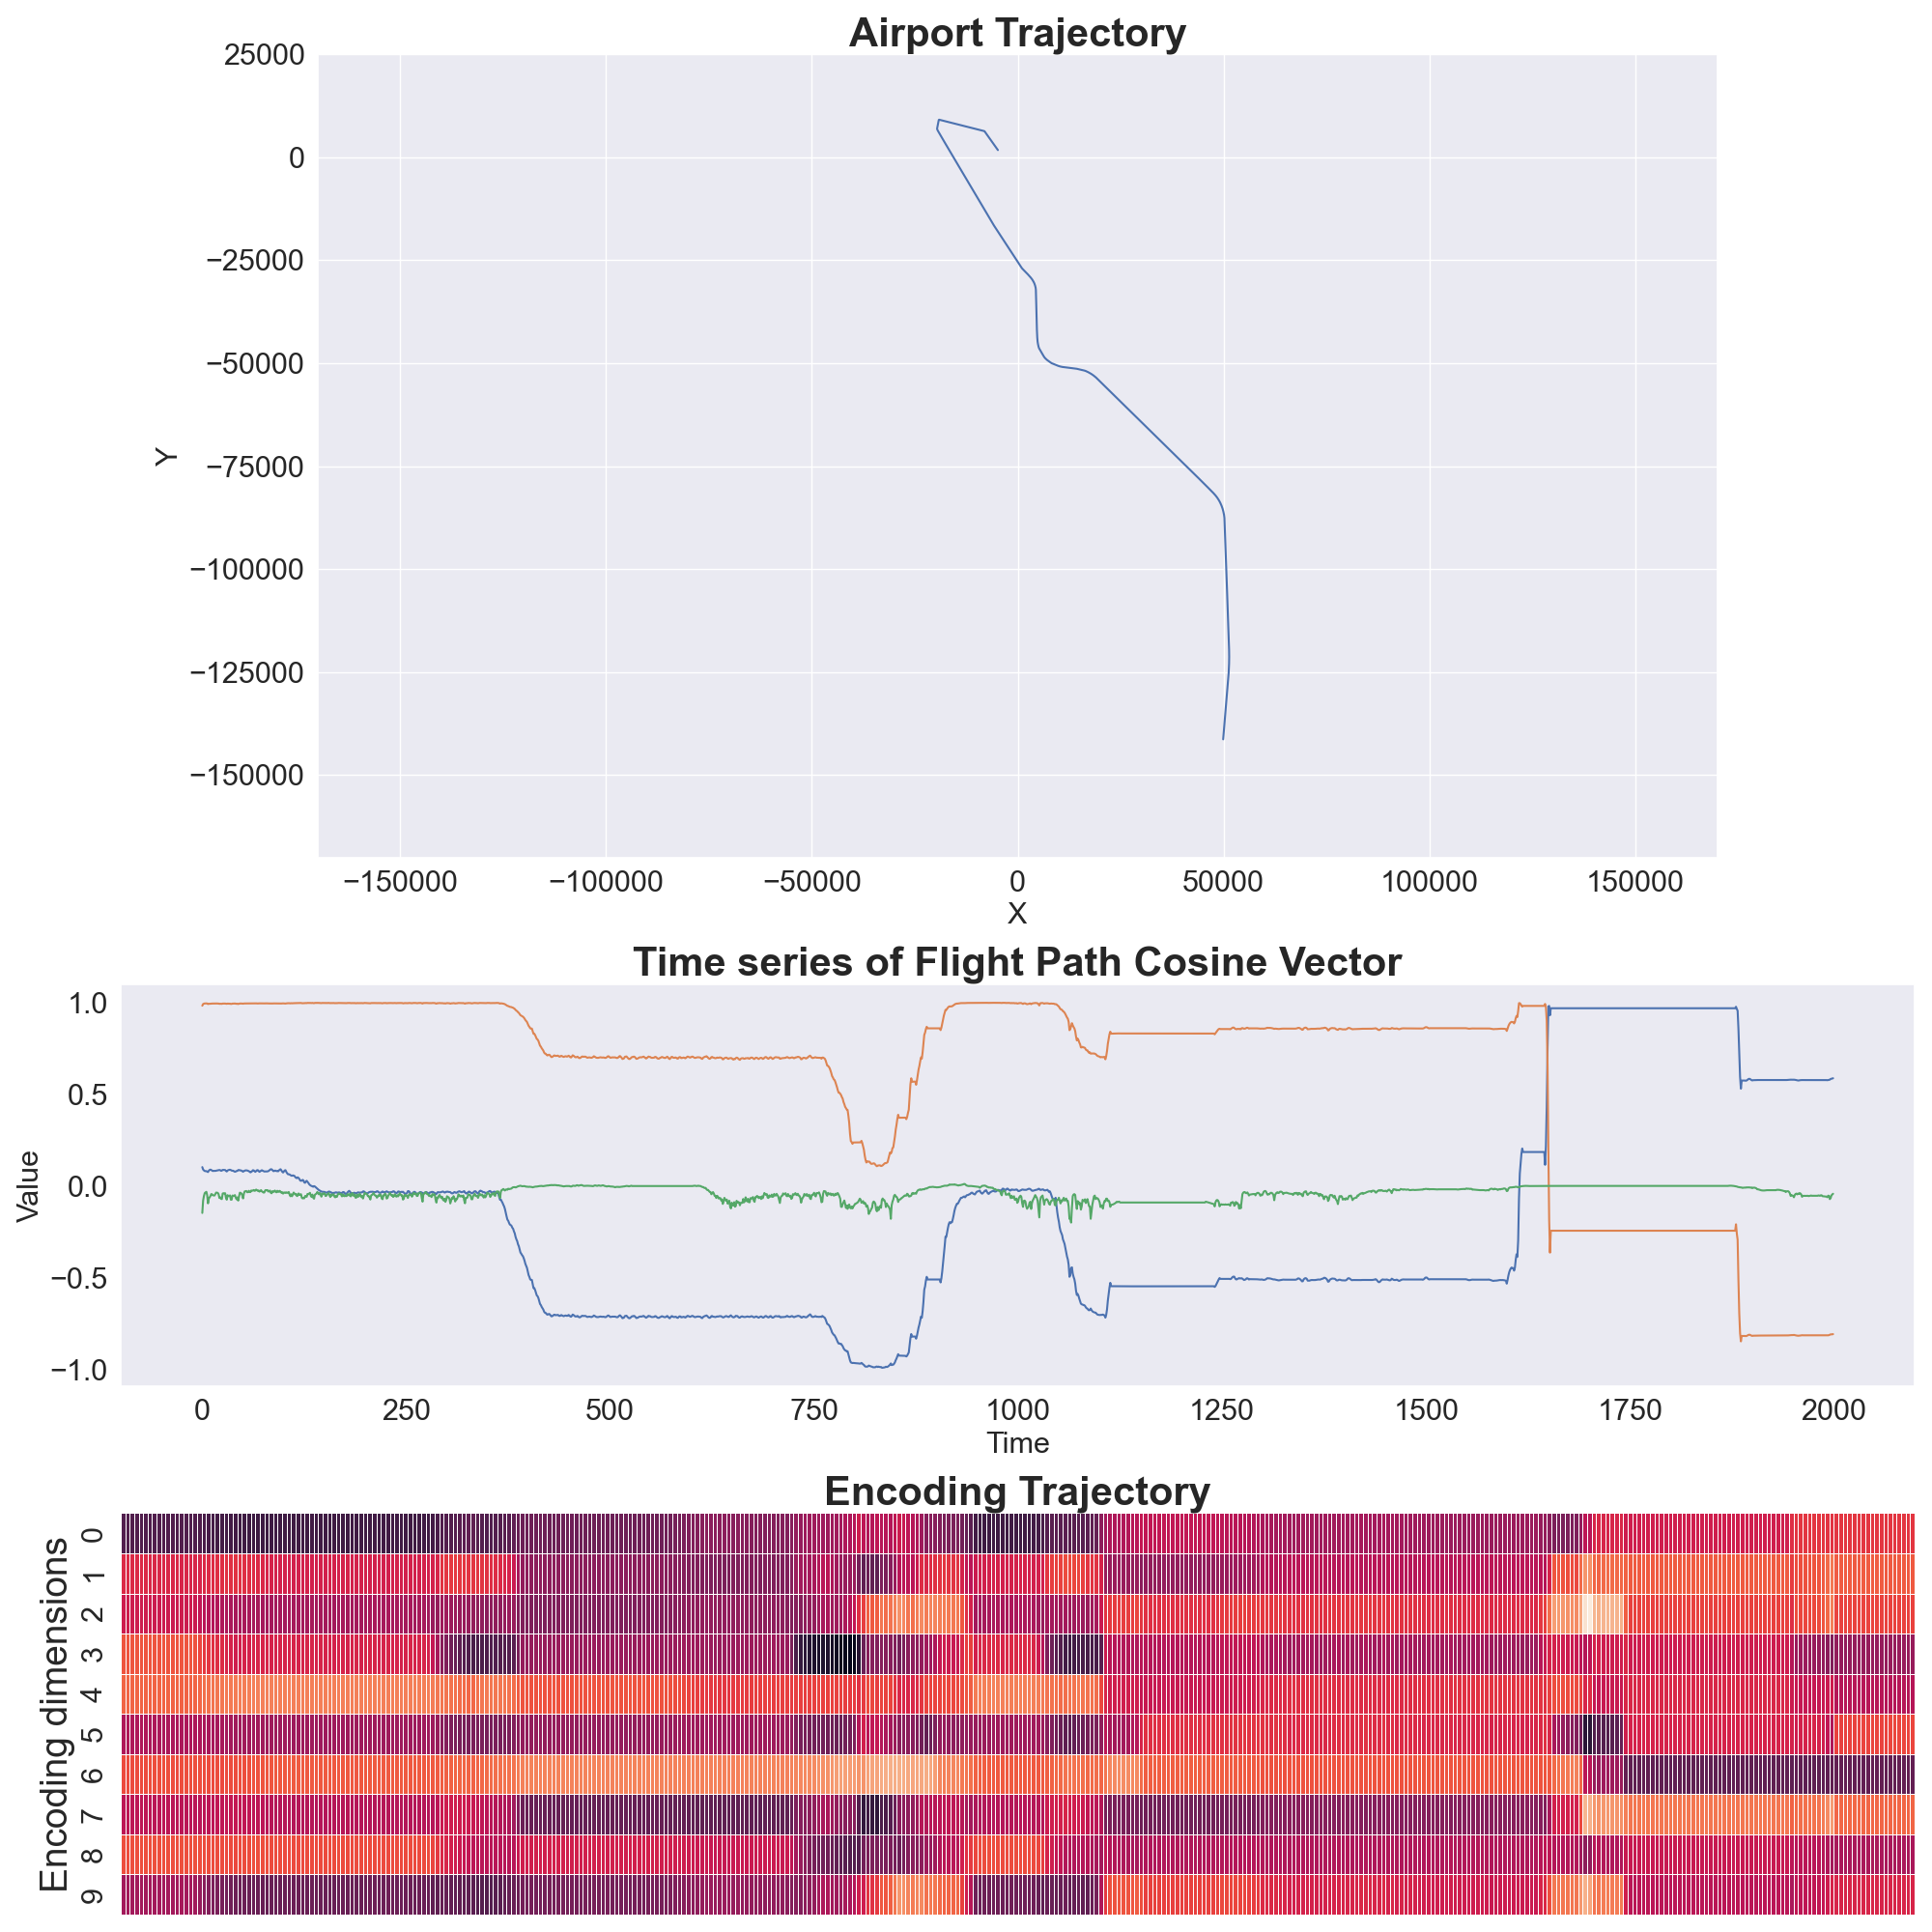 Airport Trajectory
25000
0
−25000
−50000
−75000
−100000
−125000
−150000
Y
−150000 −100000 −50000 0 50000 100000 150000
X
Time series of Flight Path Cosine Vector
1.0
0.5
0.0
−0.5
−1.0
Value
0 250 500 750 1000 1250 1500 1750 2000
Time
Encoding Trajectory
Encoding dimensions
0
1
2
3
4
5
6
7
8
9